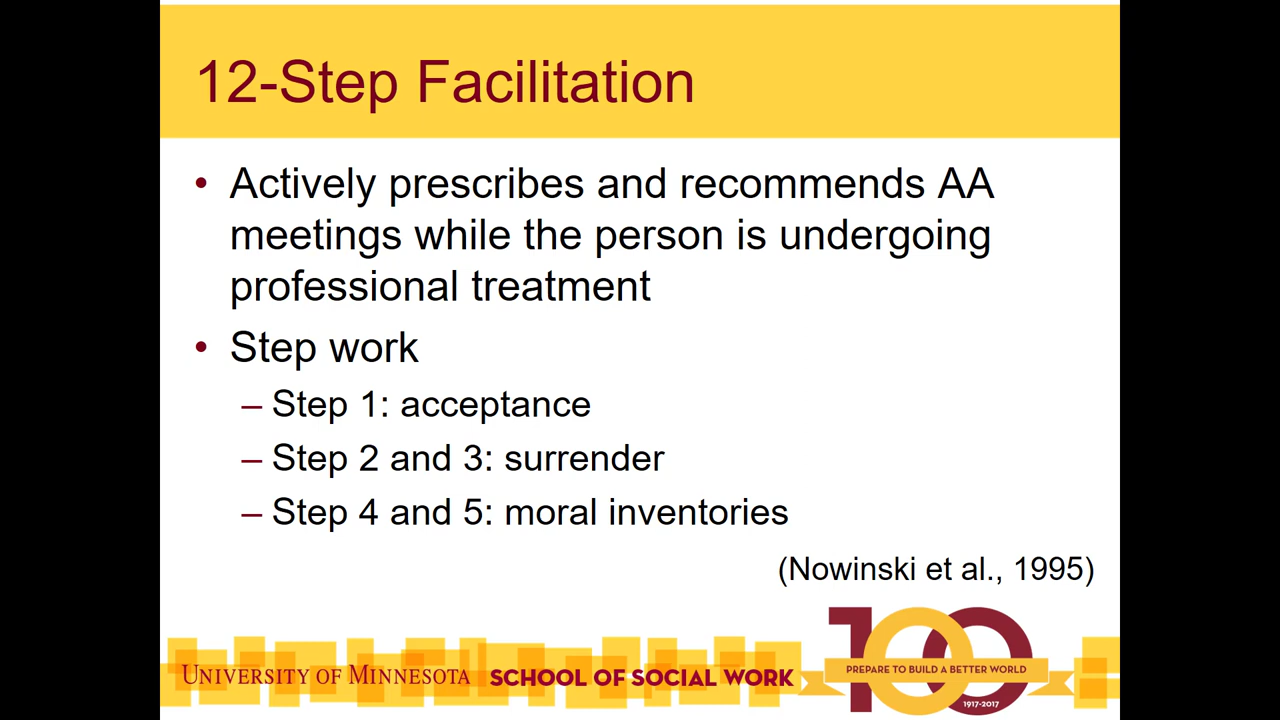 12-Step Facilitation
• Actively prescribes and recommends AA
meetings while the person is undergoing
professional treatment
• Step work
– Step 1: acceptance
– Step 2 and 3: surrender
– Step 4 and 5: moral inventories
(Nowinski et al., 1995)
UNIVERSITY OF MINNESOTA SCHOOL OF SOCIAL WORK
100
PREPARE TO BUILD A BETTER WORLD
1917-2017